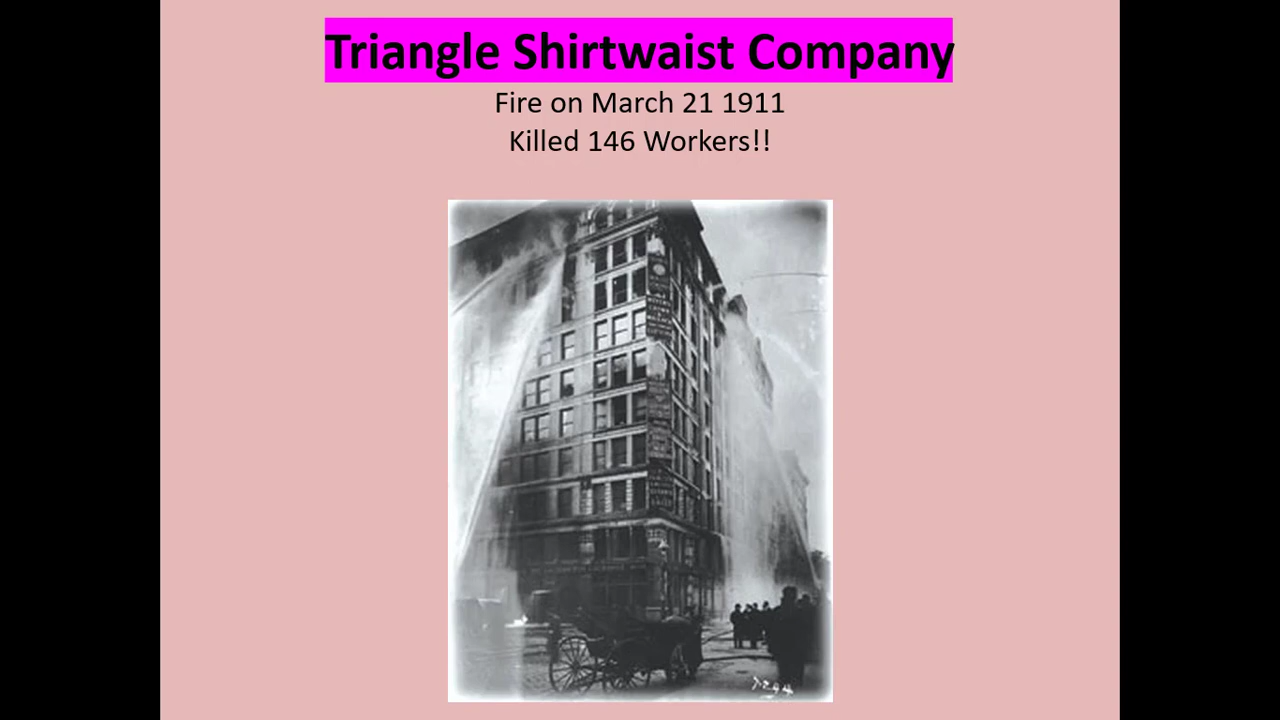 Triangle Shirtwaist Company
Fire on March 21 1911
Killed 146 Workers!!